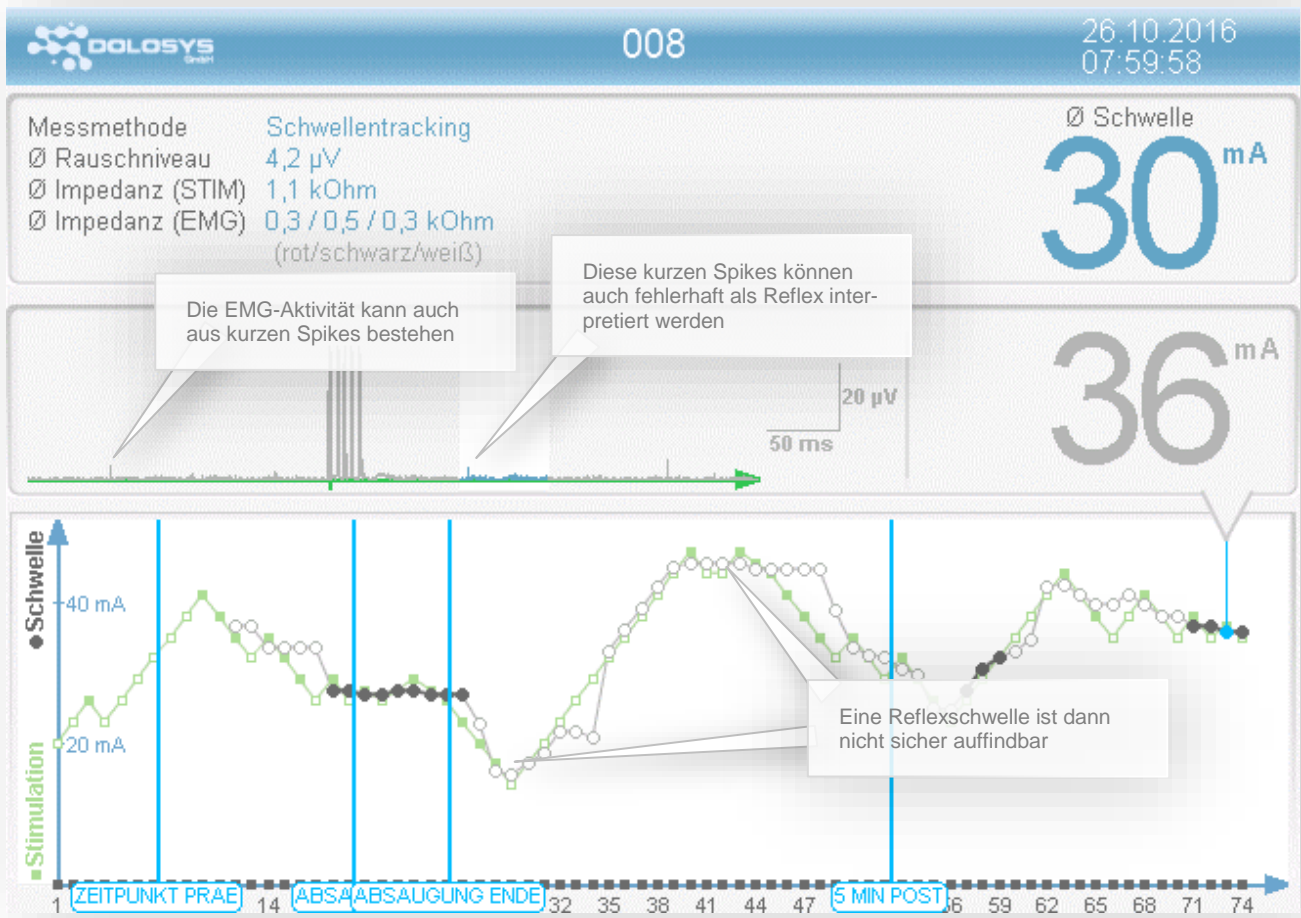 DOLOSYS
GmbH
008
26.10.2016
07:59:58
Messmethode Schwellentracking
Ø Rauschniveau 4,2 µV
Ø Impedanz (STIM) 1,1 kOhm
Ø Impedanz (EMG) 0,3 / 0,5 / 0,3 kOhm
(rot/schwarz/weiß)
Ø Schwelle
30 mA
Die EMG-Aktivität kann auch
aus kurzen Spikes bestehen
Diese kurzen Spikes können
auch fehlerhaft als Reflex inter-
pretiert werden
20 µV
50 ms
36 mA
Schwelle
Stimulation
40 mA
20 mA
Eine Reflexschwelle ist dann
nicht sicher auffindbar
ZEITPUNKT PRAE
ABSA
ABSAUGUNG ENDE
5 MIN POST
1 14 32 35 38 41 44 47 56 59 62 65 68 71 74